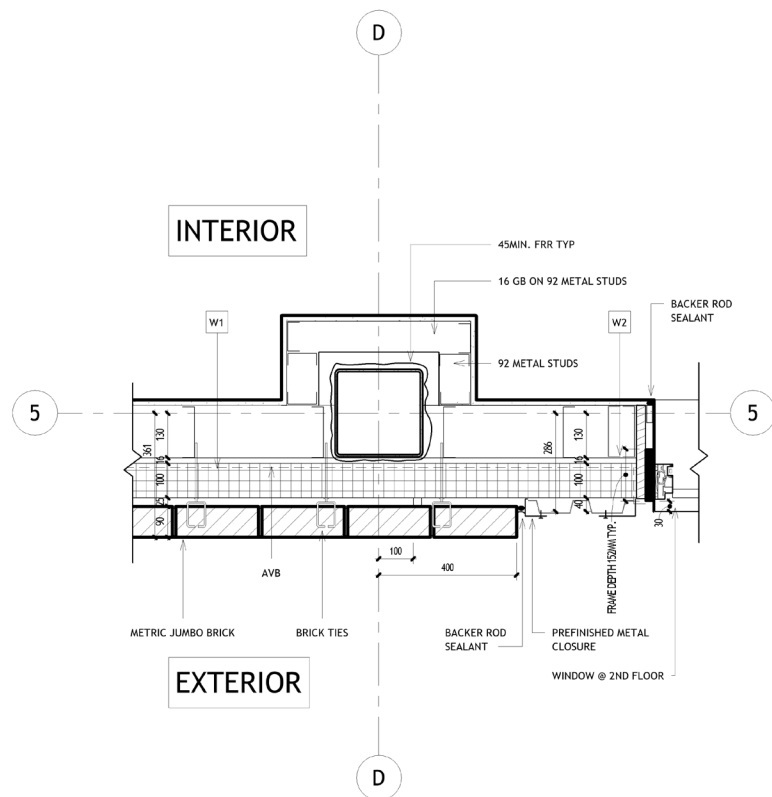 D
INTERIOR
45MIN. FRR TYP
16 GB ON 92 METAL STUDS
BACKER ROD
SEALANT
W1
W2
92 METAL STUDS
5
5
361
130
16
100
25
90
286
130
16
100
40
30
FRAME DEPTH 152MM TYP.
100
400
AVB
METRIC JUMBO BRICK
BRICK TIES
BACKER ROD
SEALANT
PREFINISHED METAL
CLOSURE
WINDOW @ 2ND FLOOR
EXTERIOR
D